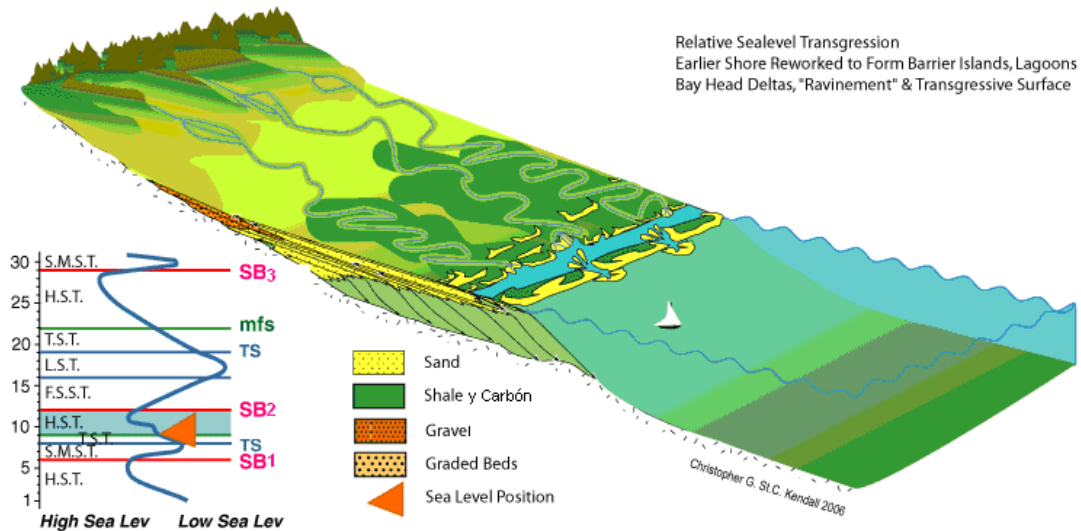 Relative Sealevel Transgression
Earlier Shore Reworked to Form Barrier Islands, Lagoons
Bay Head Deltas, "Ravinement" & Transgressive Surface
30
S.M.S.T.
SB3
H.S.T.
25
mfs
T.S.T.
20
TS
L.S.T.
15
F.S.S.T.
SB2
H.S.T.
10
T.S.T.
TS
S.M.S.T.
SB1
5
H.S.T.
1
High Sea Lev
Low Sea Lev
Sand
Shale y Carbón
Gravel
Graded Beds
Sea Level Position
Christopher G. St.C. Kendall 2006